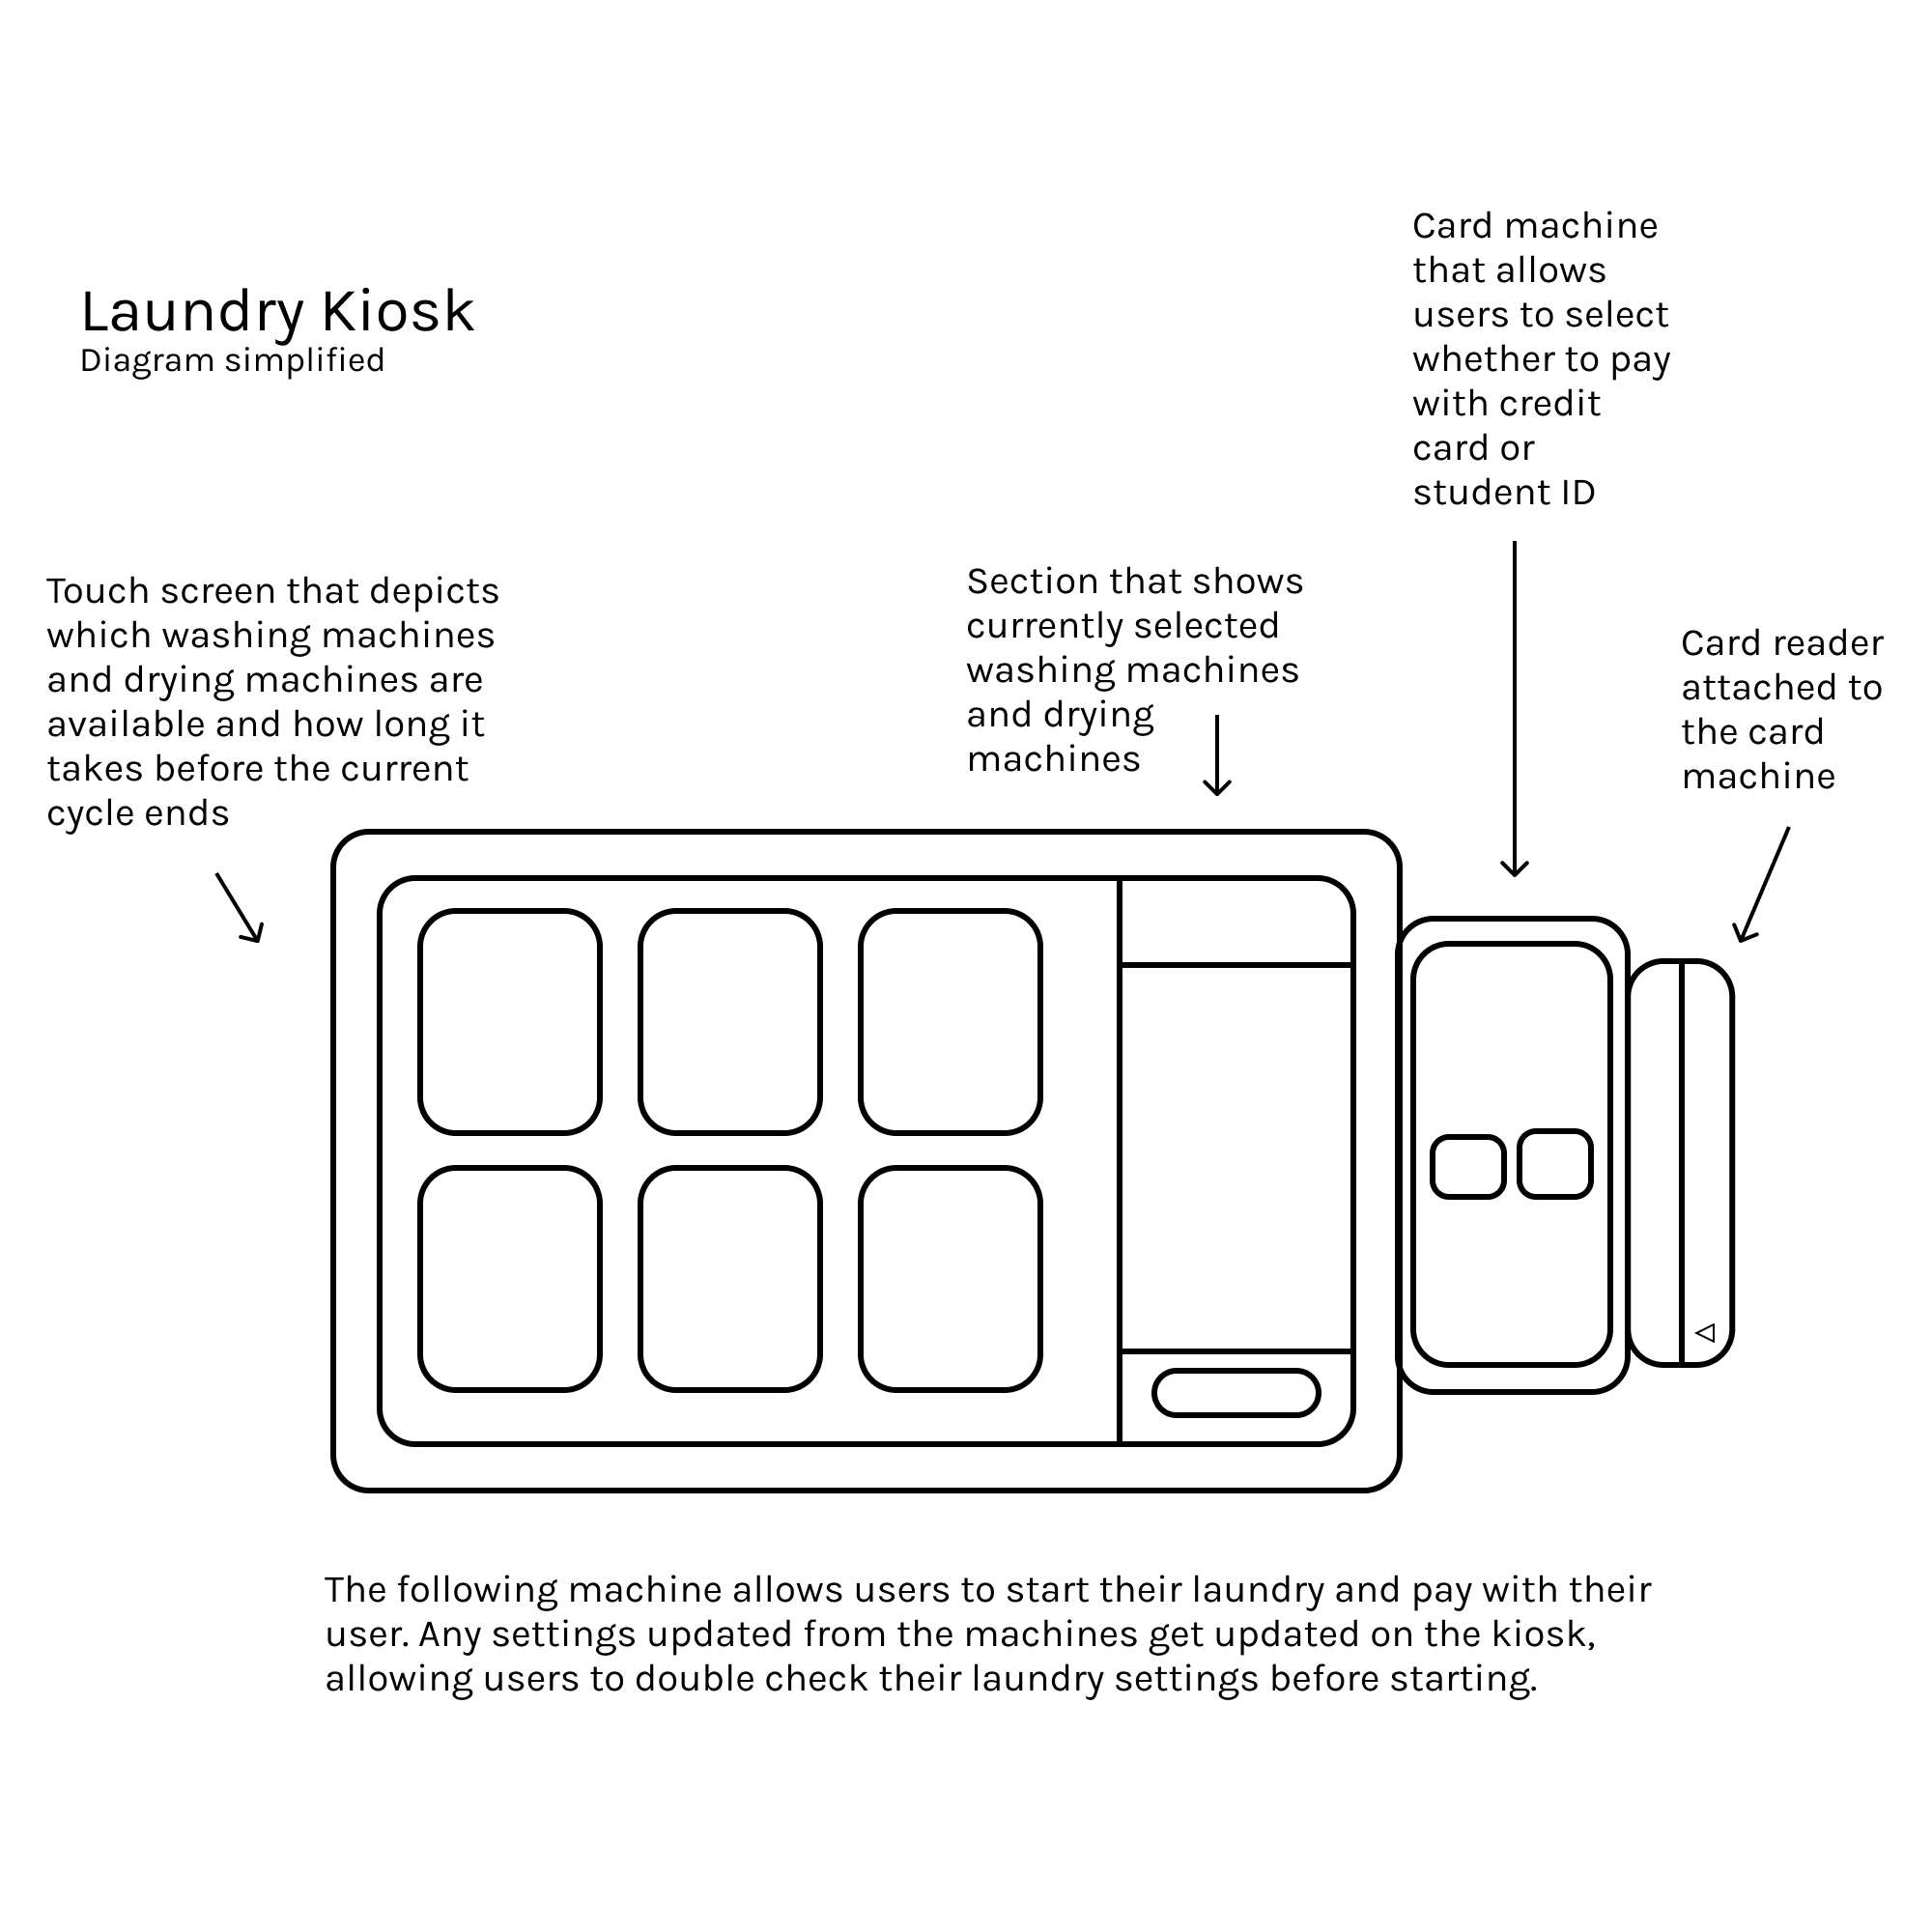 Laundry Kiosk
Diagram simplified
Touch screen that depicts
which washing machines
and drying machines are
available and how long it
takes before the current
cycle ends
Section that shows
currently selected
washing machines
and drying
machines
Card machine
that allows
users to select
whether to pay
with credit
card or
student ID
Card reader
attached to
the card
machine
The following machine allows users to start their laundry and pay with their
user. Any settings updated from the machines get updated on the kiosk,
allowing users to double check their laundry settings before starting.